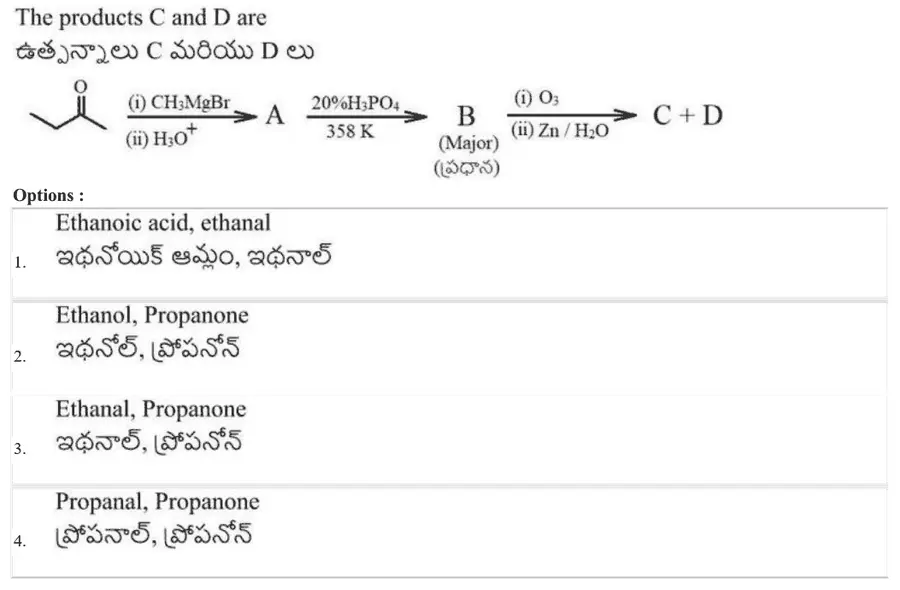 The products C and D are
ఉత్పన్నాలు C మరియు D లు
O
(i) CH₃MgBr
(ii) H₃O⁺
A
20%H₃PO₄
358 K
B
(Major)
(ప్రధాన)
(i) O₃
(ii) Zn / H₂O
C + D
Options :
Ethanoic acid, ethanal
1. ఇథనోయిక్ ఆమ్లం, ఇథనాల్
Ethanol, Propanone
2. ఇథనోల్, ప్రోపనోన్
Ethanal, Propanone
3. ఇథనాల్, ప్రోపనోన్
Propanal, Propanone
4. ప్రోపనాల్, ప్రోపనోన్